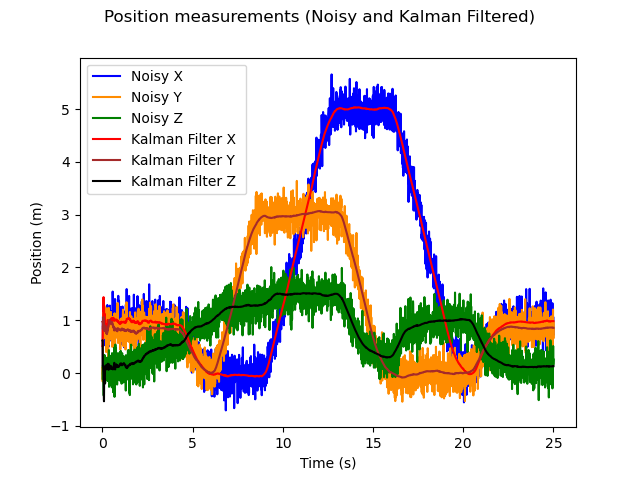 Position measurements (Noisy and Kalman Filtered)
Noisy X
Noisy Y
Noisy Z
Kalman Filter X
Kalman Filter Y
Kalman Filter Z
Position (m)
5
4
3
2
1
0
−1
0 5 10 15 20 25
Time (s)